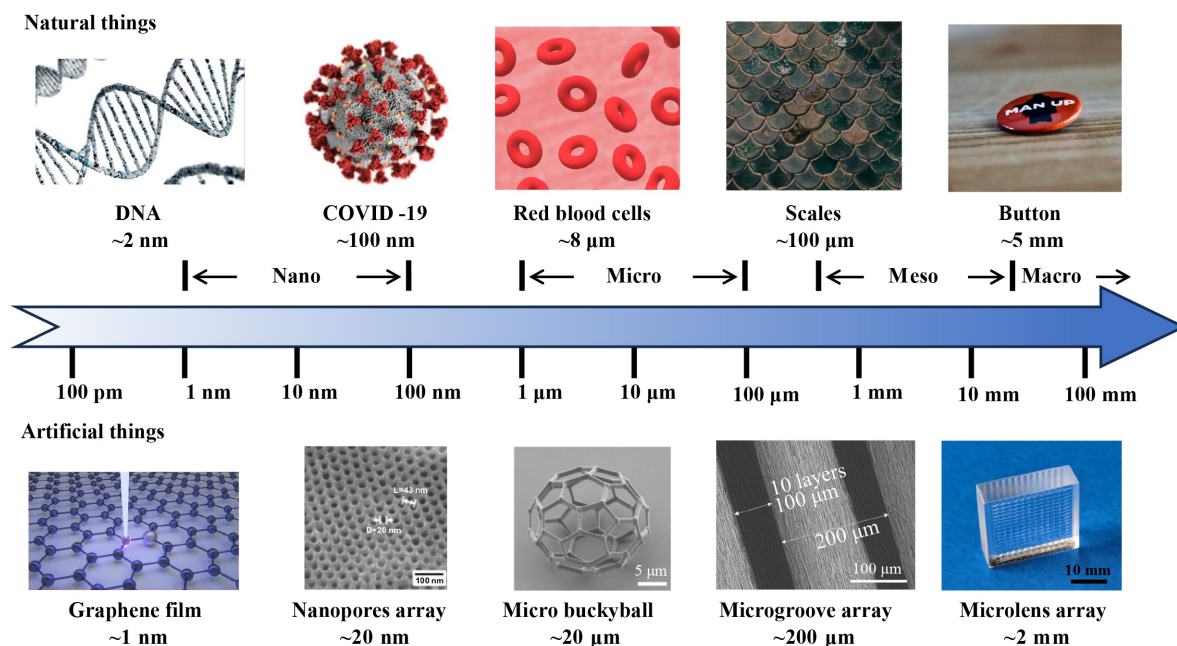 Natural things
MAN UP
DNA
~2 nm
COVID -19
~100 nm
Red blood cells
~8 μm
Scales
~100 μm
Button
~5 mm
Nano
Micro
Meso
Macro
100 pm
1 nm
10 nm
100 nm
1 μm
10 μm
100 μm
1 mm
10 mm
100 mm
Artificial things
L=43 nm
D=20 nm
100 nm
5 μm
10 layers
100 μm
200 μm
100 μm
10 mm
Graphene film
~1 nm
Nanopores array
~20 nm
Micro buckyball
~20 μm
Microgroove array
~200 μm
Microlens array
~2 mm